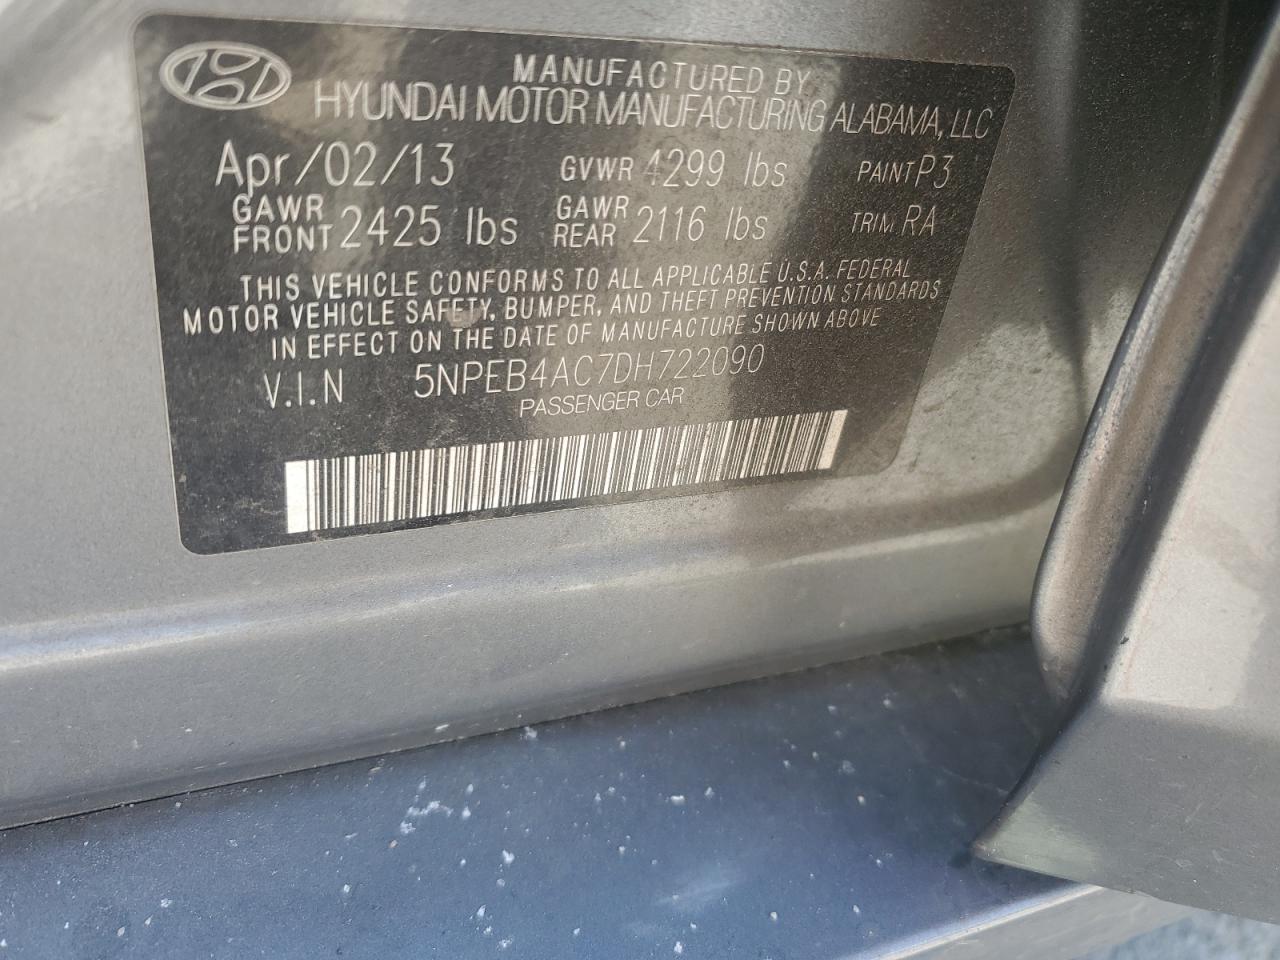 MANUFACTURED BY
HYUNDAI MOTOR MANUFACTURING ALABAMA, LLC
Apr/02/13 GVWR 4299 lbs PAINT P3
GAWR FRONT 2425 lbs GAWR REAR 2116 lbs TRIM RA
THIS VEHICLE CONFORMS TO ALL APPLICABLE U.S.A. FEDERAL
MOTOR VEHICLE SAFETY, BUMPER, AND THEFT PREVENTION STANDARDS
IN EFFECT ON THE DATE OF MANUFACTURE SHOWN ABOVE
V.I.N 5NPEB4AC7DH722090
PASSENGER CAR